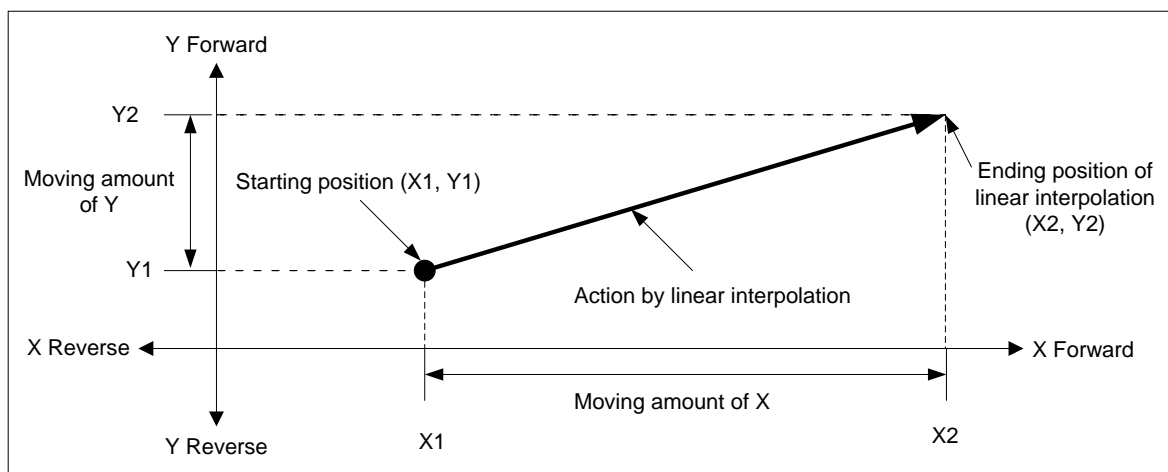 Y Forward
Y2
Moving amount
of Y
Starting position (X1, Y1)
Ending position of
linear interpolation
(X2, Y2)
Y1
Action by linear interpolation
X Reverse
X Forward
Moving amount of X
Y Reverse
X1
X2